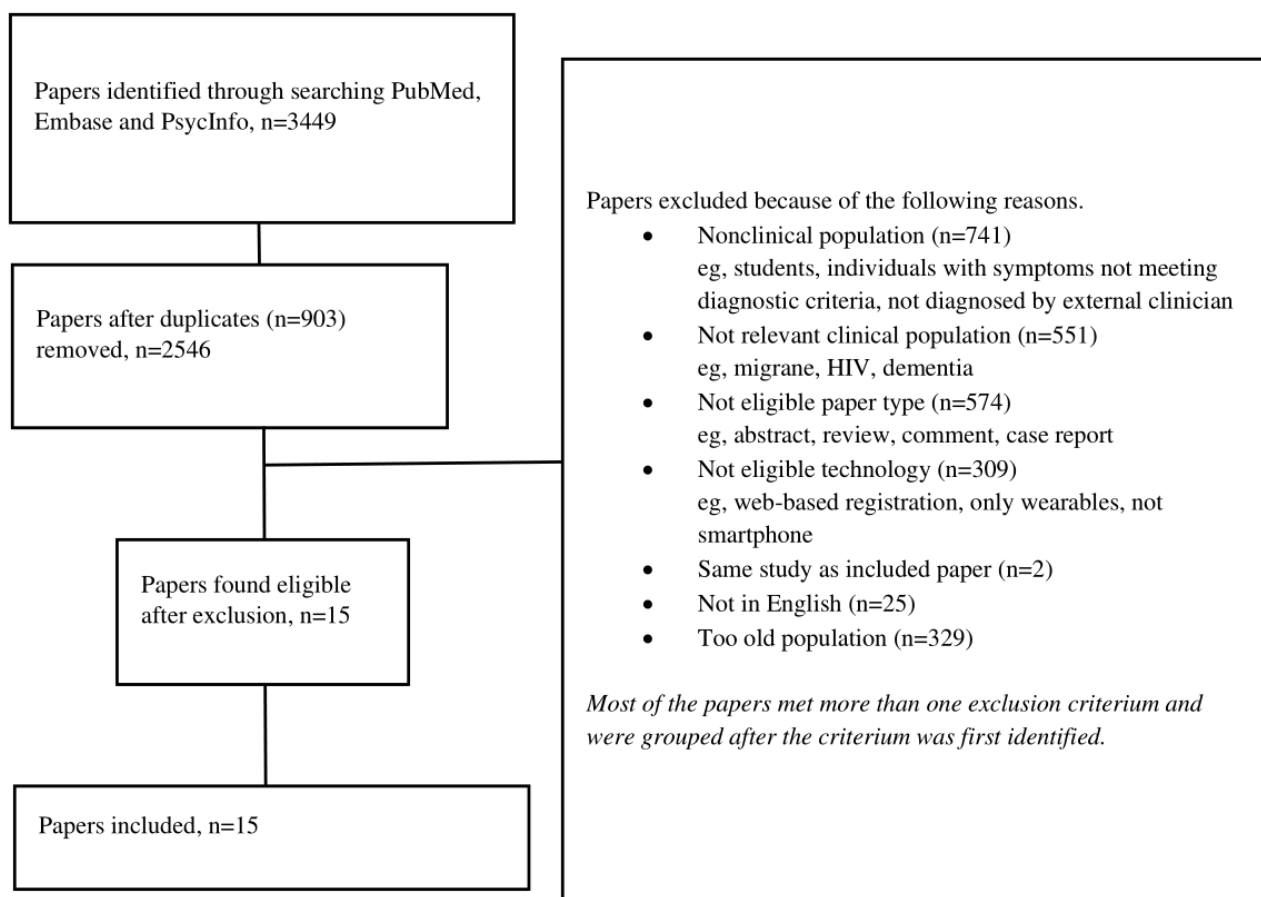 Papers identified through searching PubMed,
Embase and PsycInfo, n=3449
Papers after duplicates (n=903)
removed, n=2546
Papers excluded because of the following reasons.
• Nonclinical population (n=741)
eg, students, individuals with symptoms not meeting
diagnostic criteria, not diagnosed by external clinician
• Not relevant clinical population (n=551)
eg, migrane, HIV, dementia
• Not eligible paper type (n=574)
eg, abstract, review, comment, case report
• Not eligible technology (n=309)
eg, web-based registration, only wearables, not
smartphone
• Same study as included paper (n=2)
• Not in English (n=25)
• Too old population (n=329)
Most of the papers met more than one exclusion criterium and
were grouped after the criterium was first identified.
Papers found eligible
after exclusion, n=15
Papers included, n=15